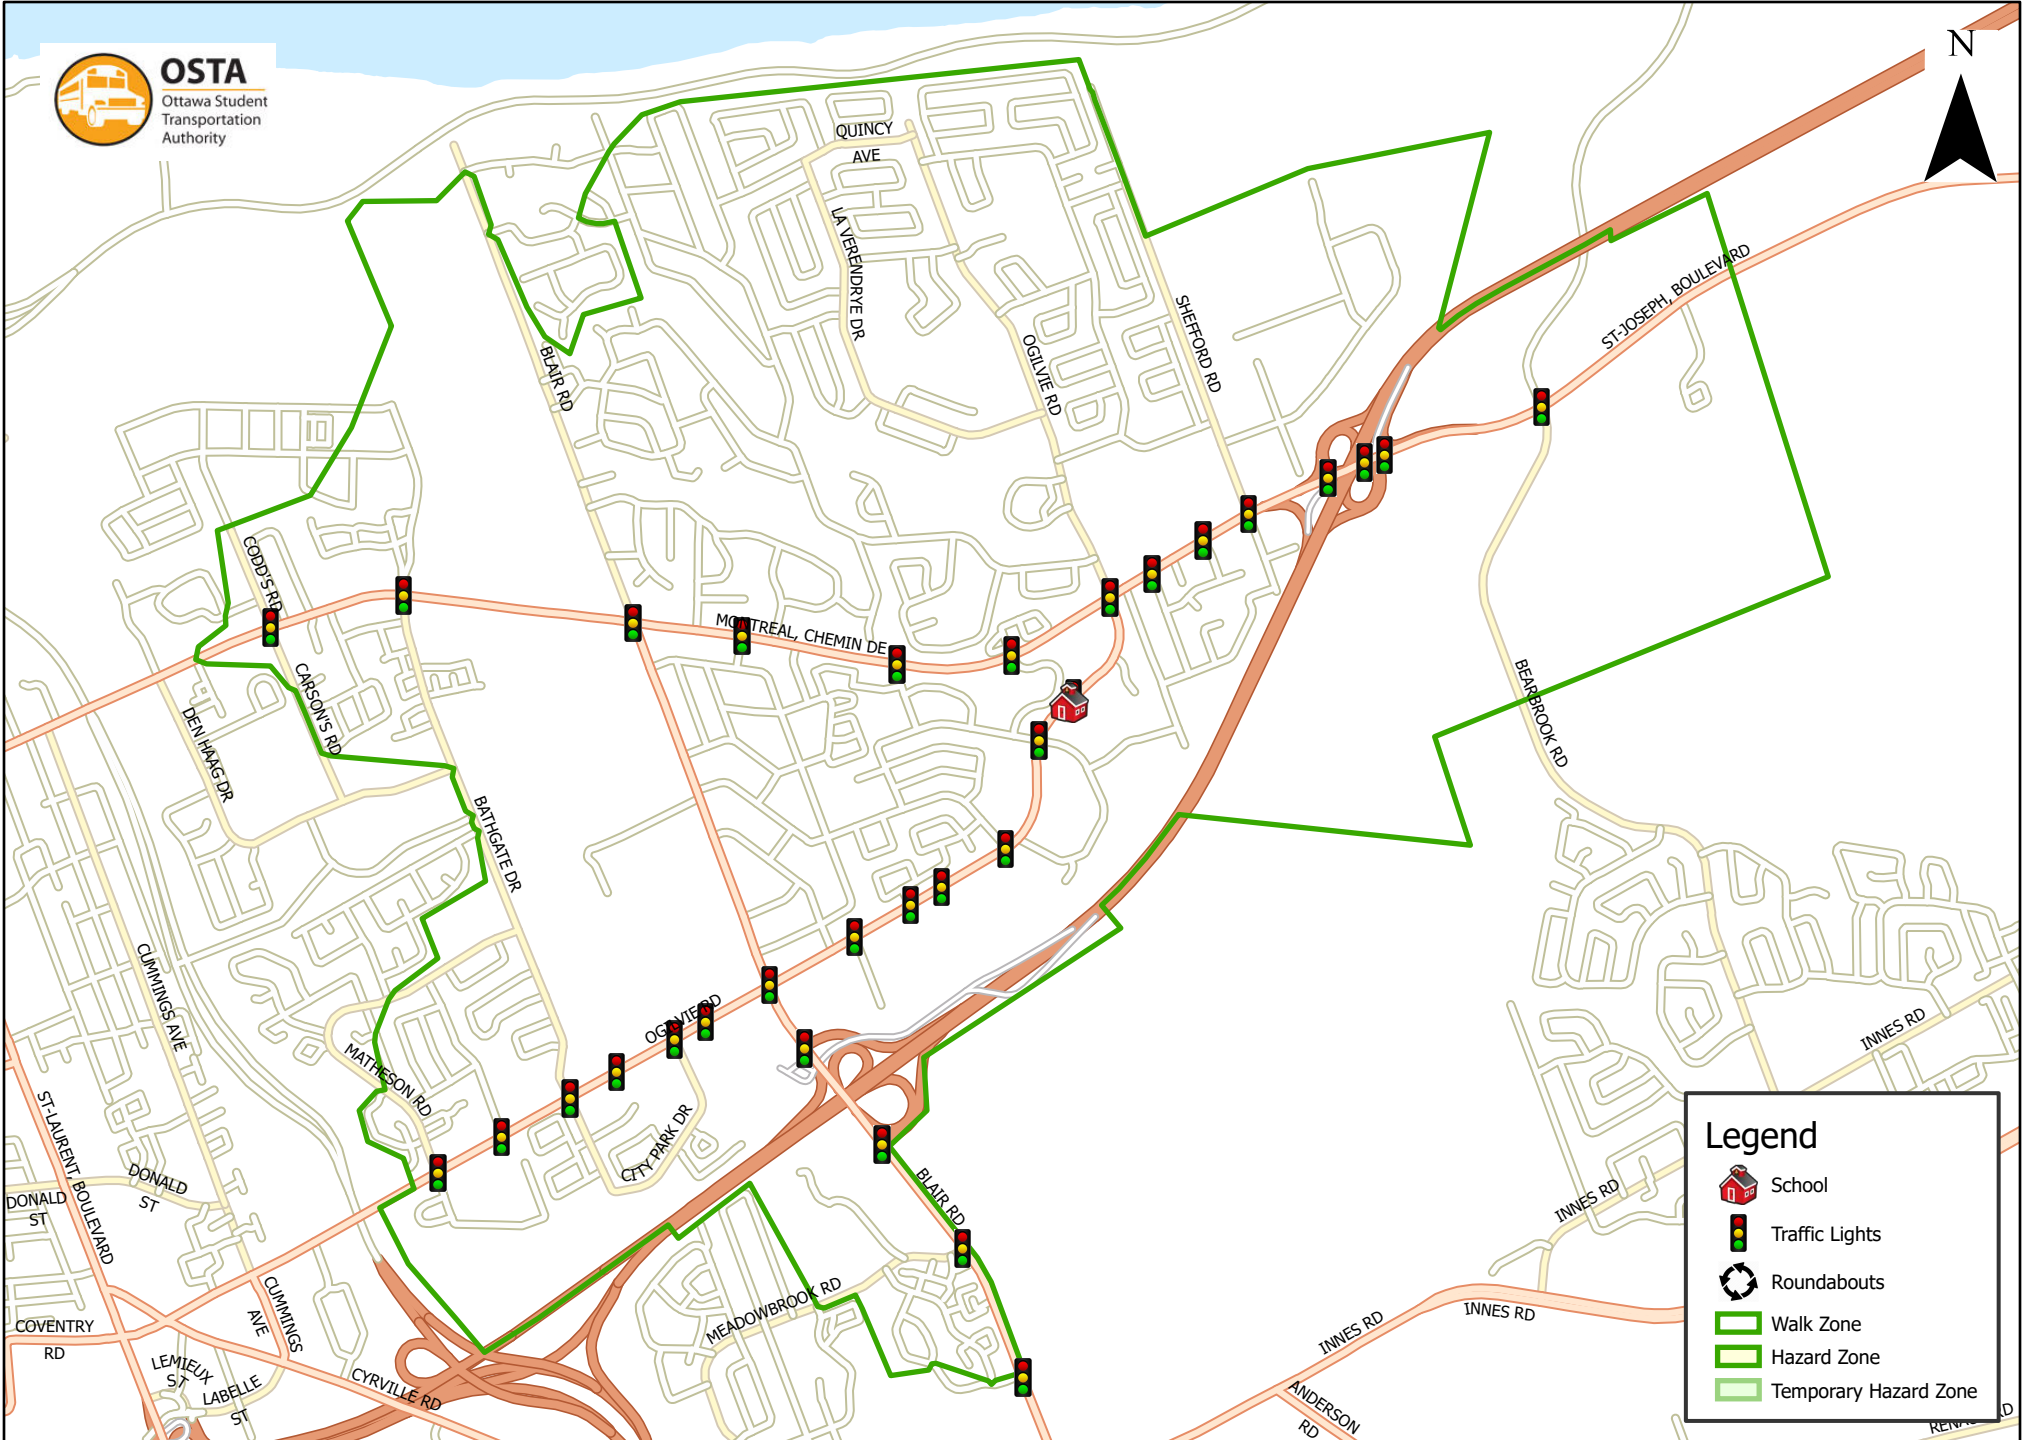 OSTA
Ottawa Student
Transportation
Authority
N
QUINCY
AVE
LA VERENDRYE DR
OGILVIE RD
SHEFFORD RD
BLAIR RD
ST-JOSEPH, BOULEVARD
CODD'S RD
MONTREAL, CHEMIN DE
CARSON'S RD
DEN HAAG DR
BATHGATE DR
BEARBROOK RD
CUMMINGS AVE
MATHESON RD
OGILVIE RD
CITY PARK DR
INNES RD
ST-LAURENT, BOULEVARD
DONALD
ST
DONALD
ST
BLAIR RD
INNES RD
MEADOWBROOK RD
CUMMINGS
AVE
COVENTRY
RD
LEMIEUX
ST
LABELLE
ST
CYRVILLE RD
INNES RD
INNES RD
ANDERSON
RD
Legend
School
Traffic Lights
Roundabouts
Walk Zone
Hazard Zone
Temporary Hazard Zone